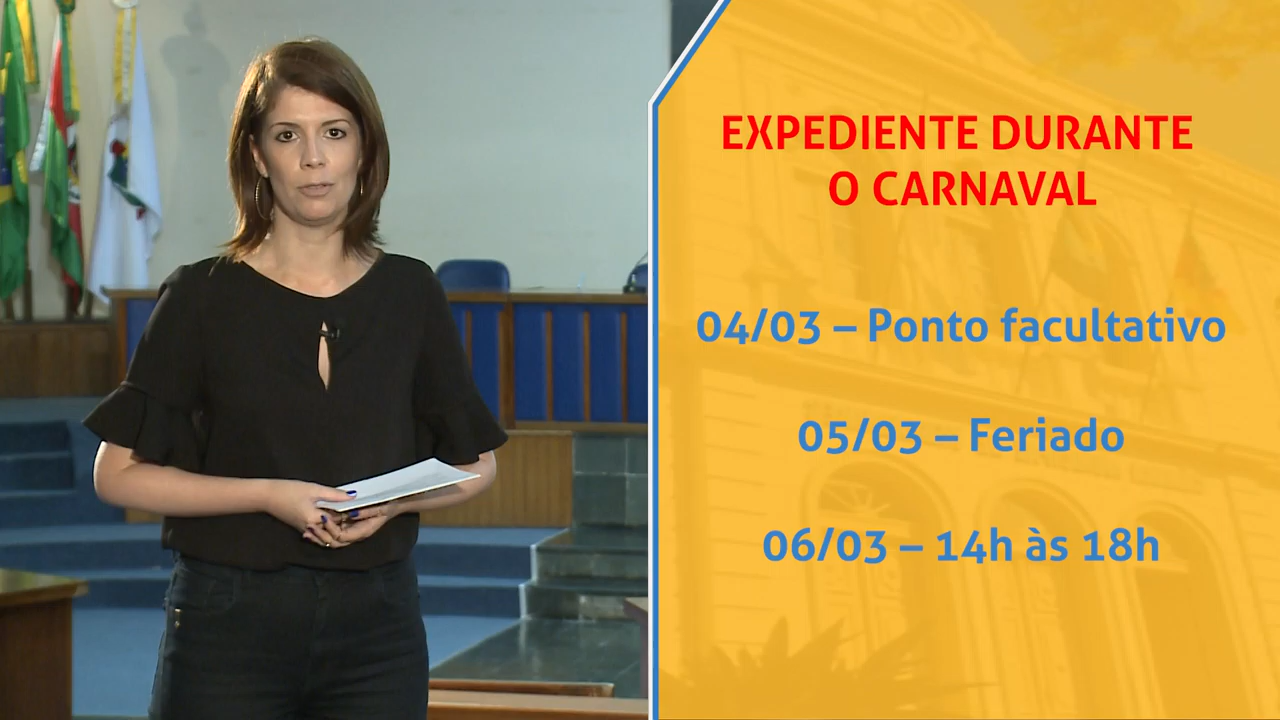 EXPEDIENTE DURANTE
O CARNAVAL
04/03 – Ponto facultativo
05/03 – Feriado
06/03 – 14h às 18h